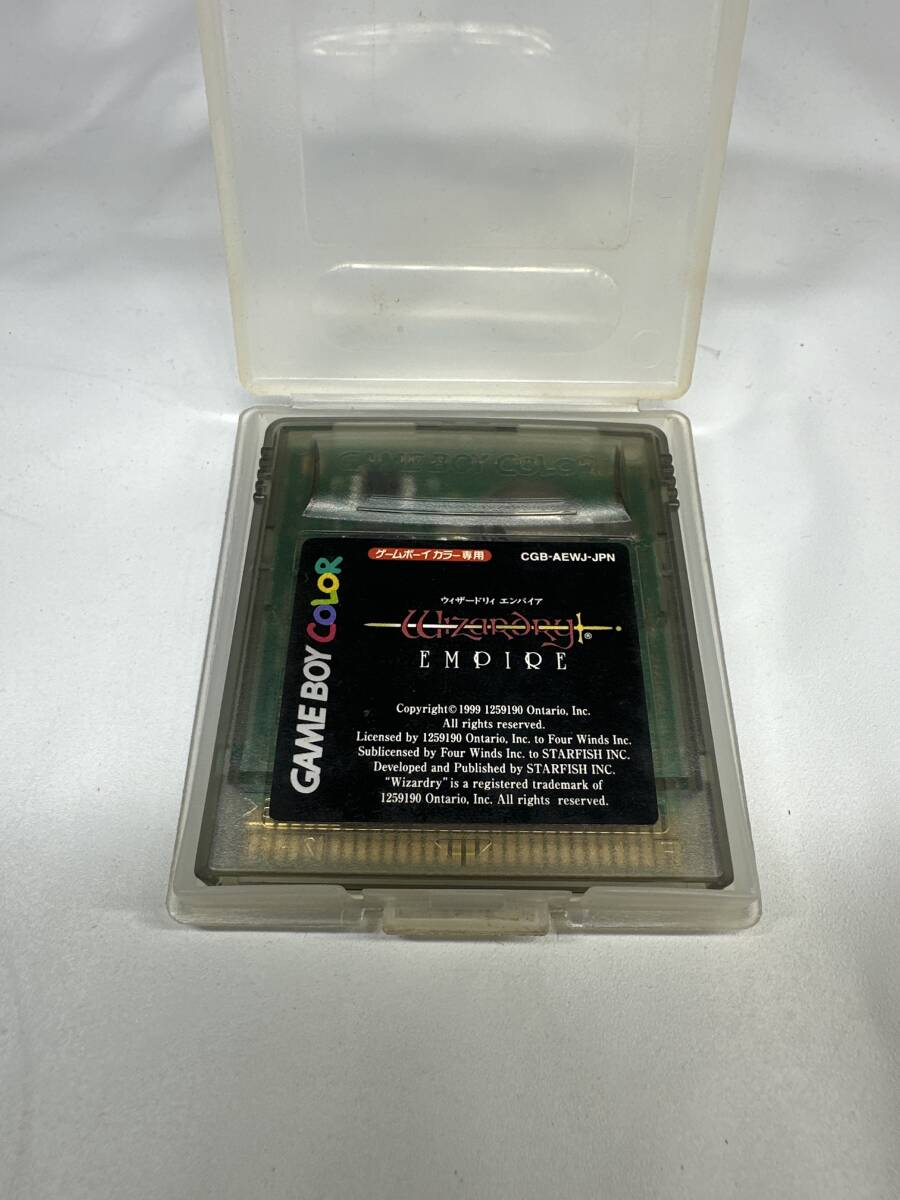 GAME BOY COLOR
ゲームボーイ カラー専用
CGB-AEWJ-JPN
ウィザードリィ エンパイア
Wizardry®
EMPIRE
Copyright© 1999 1259190 Ontario, Inc.
All rights reserved.
Licensed by 1259190 Ontario, Inc. to Four Winds Inc.
Sublicensed by Four Winds Inc. to STARFISH INC.
Developed and Published by STARFISH INC.
"Wizardry" is a registered trademark of
1259190 Ontario, Inc. All rights reserved.
GAME BOY COLOR